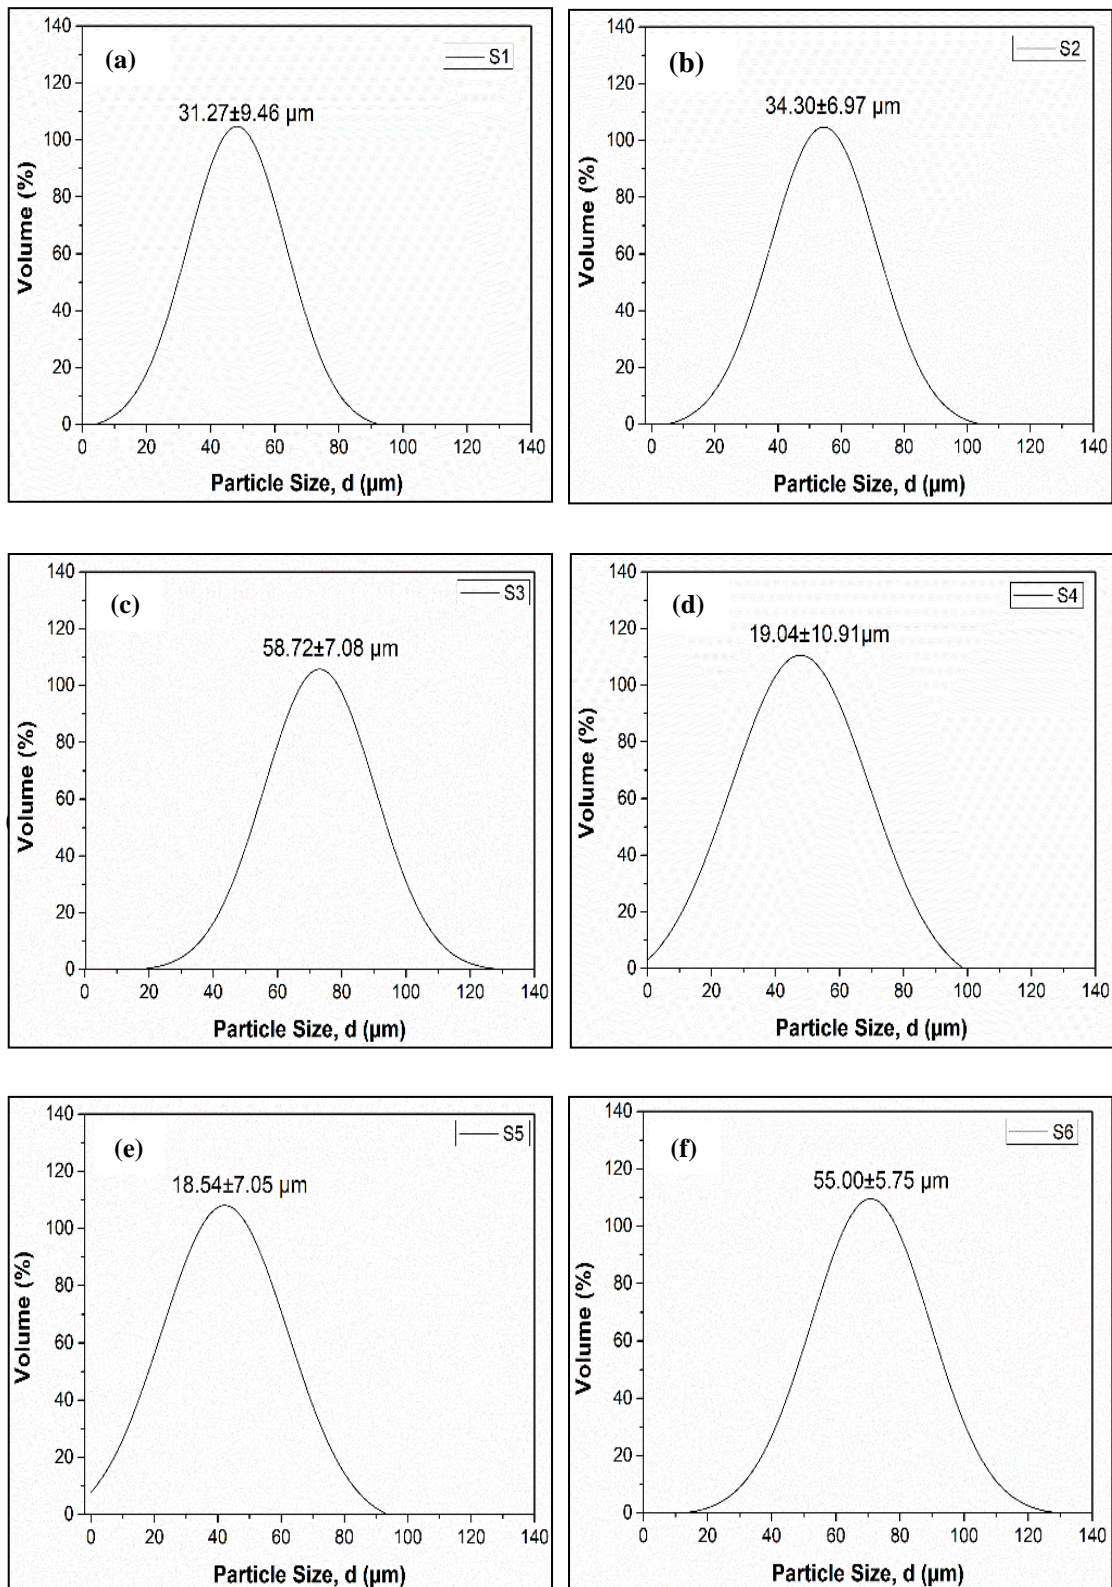 (a)
S1
31.27±9.46 µm
140
120
100
80
60
40
20
0
Volume (%)
0 20 40 60 80 100 120 140
Particle Size, d (µm)
(b)
S2
34.30±6.97 µm
140
120
100
80
60
40
20
0
Volume (%)
0 20 40 60 80 100 120 140
Particle Size, d (µm)
(c)
S3
58.72±7.08 µm
140
120
100
80
60
40
20
0
Volume (%)
0 20 40 60 80 100 120 140
Particle Size, d (µm)
(d)
S4
19.04±10.91µm
140
120
100
80
60
40
20
0
Volume (%)
0 20 40 60 80 100 120 140
Particle Size, d (µm)
(e)
S5
18.54±7.05 µm
140
120
100
80
60
40
20
0
Volume (%)
0 20 40 60 80 100 120 140
Particle Size, d (µm)
(f)
S6
55.00±5.75 µm
140
120
100
80
60
40
20
0
Volume (%)
0 20 40 60 80 100 120 140
Particle Size, d (µm)